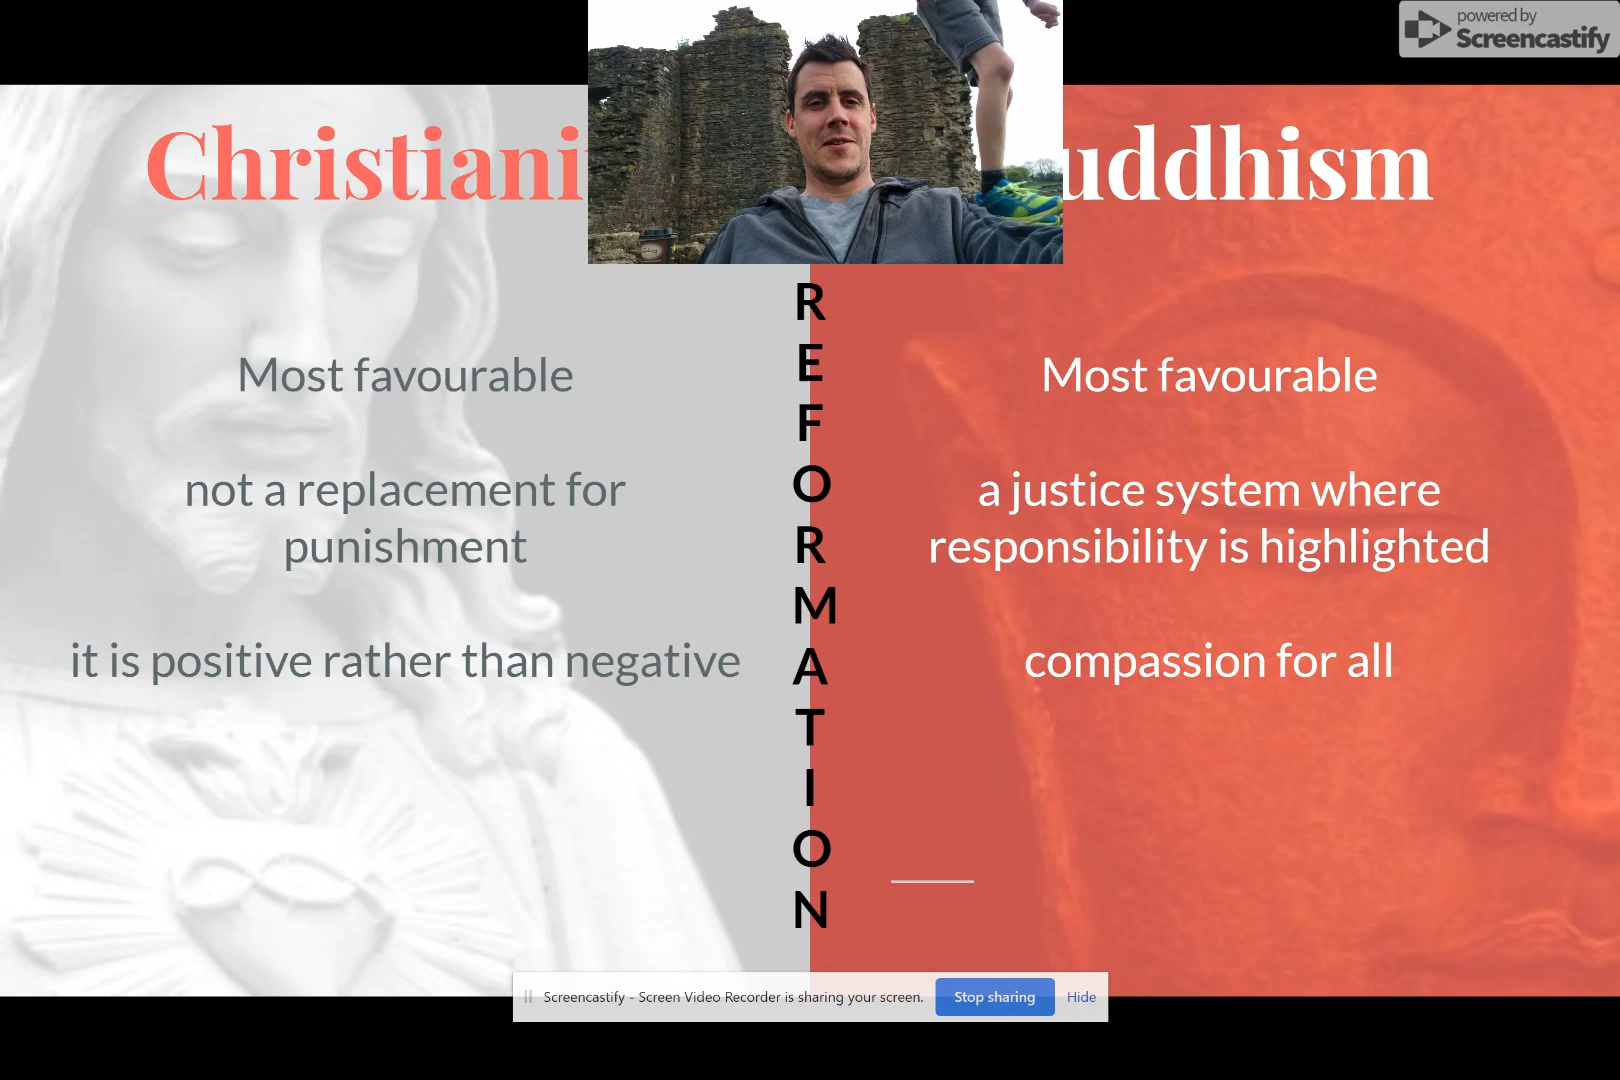 powered by
Screencastify
Christiani
uddhism
REFORMATION
Most favourable
not a replacement for
punishment
it is positive rather than negative
Most favourable
a justice system where
responsibility is highlighted
compassion for all
Screencastify - Screen Video Recorder is sharing your screen.
Stop sharing
Hide